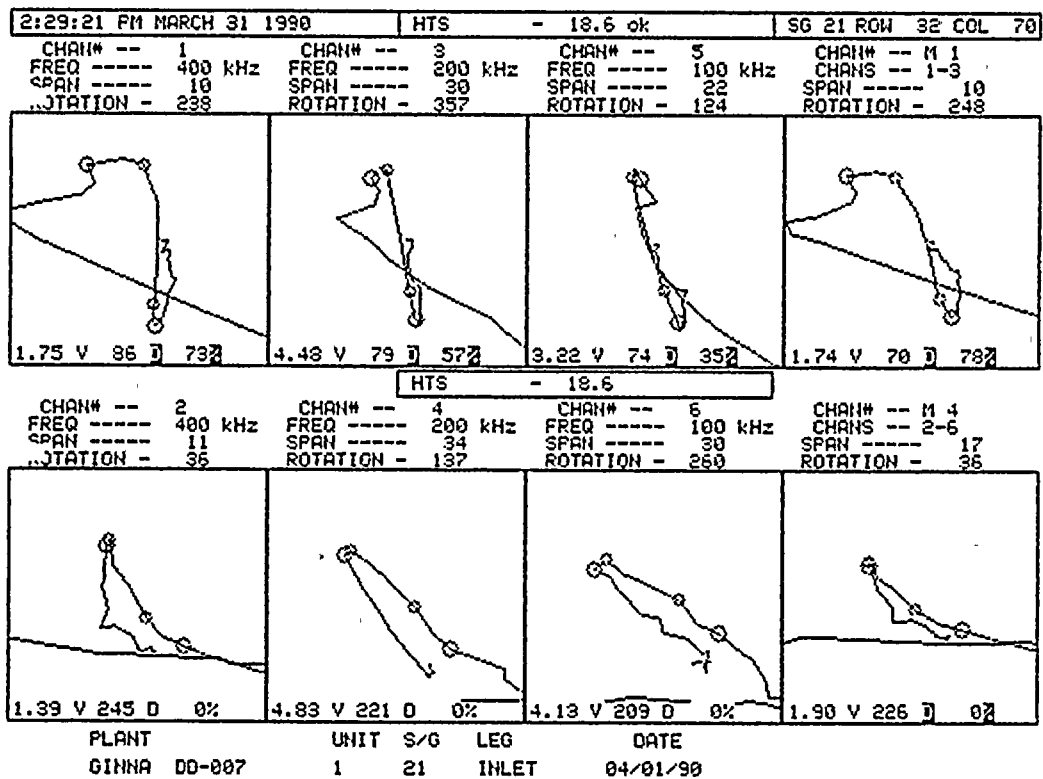 2:29:21 PM MARCH 31 1990 HTS - 18.6 ok SG 21 ROW 32 COL 70
CHAN# -- 1 CHAN# -- 3 CHAN# -- 5 CHAN# -- M 1
FREQ ----- 400 kHz FREQ ----- 200 kHz FREQ ----- 100 kHz CHANS -- 1-3
SPAN ----- 10 SPAN ----- 30 SPAN ----- 22 SPAN ----- 10
ROTATION - 238 ROTATION - 357 ROTATION - 124 ROTATION - 248
1.75 V 86 D 73% 4.48 V 79 D 57% 3.22 V 74 D 35% 1.74 V 70 D 78%
HTS - 18.6
CHAN# -- 2 CHAN# -- 4 CHAN# -- 6 CHAN# -- M 4
FREQ ----- 400 kHz FREQ ----- 200 kHz FREQ ----- 100 kHz CHANS -- 2-6
SPAN ----- 11 SPAN ----- 34 SPAN ----- 30 SPAN ----- 17
ROTATION - 36 ROTATION - 137 ROTATION - 260 ROTATION - 36
1.39 V 245 D 0% 4.83 V 221 D 0% 4.13 V 209 D 0% 1.90 V 226 D 0%
PLANT UNIT S/G LEG DATE
GINNA DD-007 1 21 INLET 04/01/90